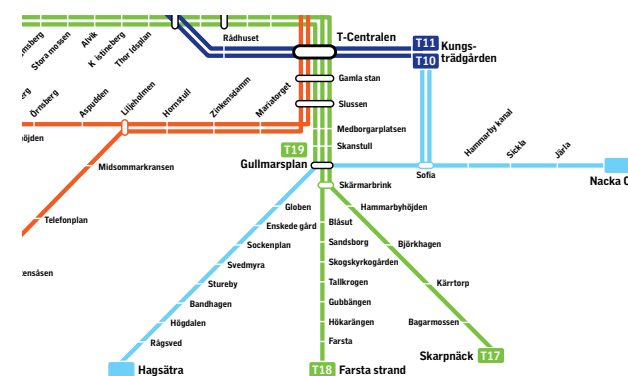 Stora mossen
Alvik
Thor ldsplan
Rådhuset
T-Centralen
T11
Kungs-
trädgården
T10
Gamla stan
Slussen
Örnsberg
Aspudden
Liljeholmen
Hornstull
Zinkensdamm
Mariatorget
Medborgarplatsen
Skanstull
T19
Gullmarsplan
Hammarby kanal
Sickla
Järla
Sofia
Nacka C
Midsommarkransen
Skärmarbrink
Telefonplan
Globen
Hammarbyhöjden
Enskede gård
Blåsut
Sockenplan
Sandsborg
Björkhagen
Svedmyra
Skogskyrkogården
Stureby
Tallkrogen
Kärrtorp
Bandhagen
Gubbängen
Högdalen
Hökarängen
Bagarmossen
Rågsved
Farsta
Skarpnäck T17
Hagsätra
T18 Farsta strand